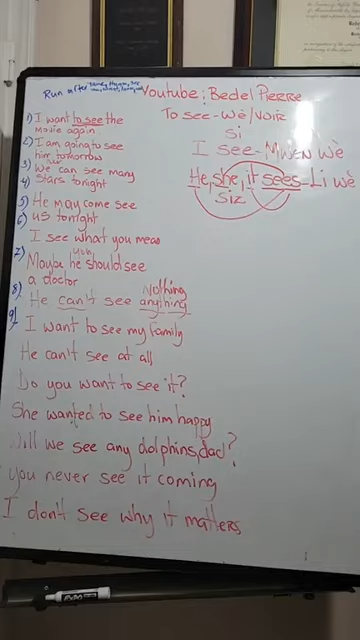 Youtube: Bedel Pierre
Run after
To see-Wè/Voir
Si
I see-Mwen wè
He, she, it sees-Li wè
Siz
1) I want to see the
movie again
2) I am going to see
him tomorrow
3) We can see many
4) stars tonight
5) He may come see
6) us tonight
I see what you mean
7) Maybe he should see
a doctor
Nothing
8) He can't see anything
9) I want to see my family
He can't see at all
Do you want to see it?
She wanted to see him happy
Will we see any dolphins, dad?
You never see it coming
I don't see why it matters